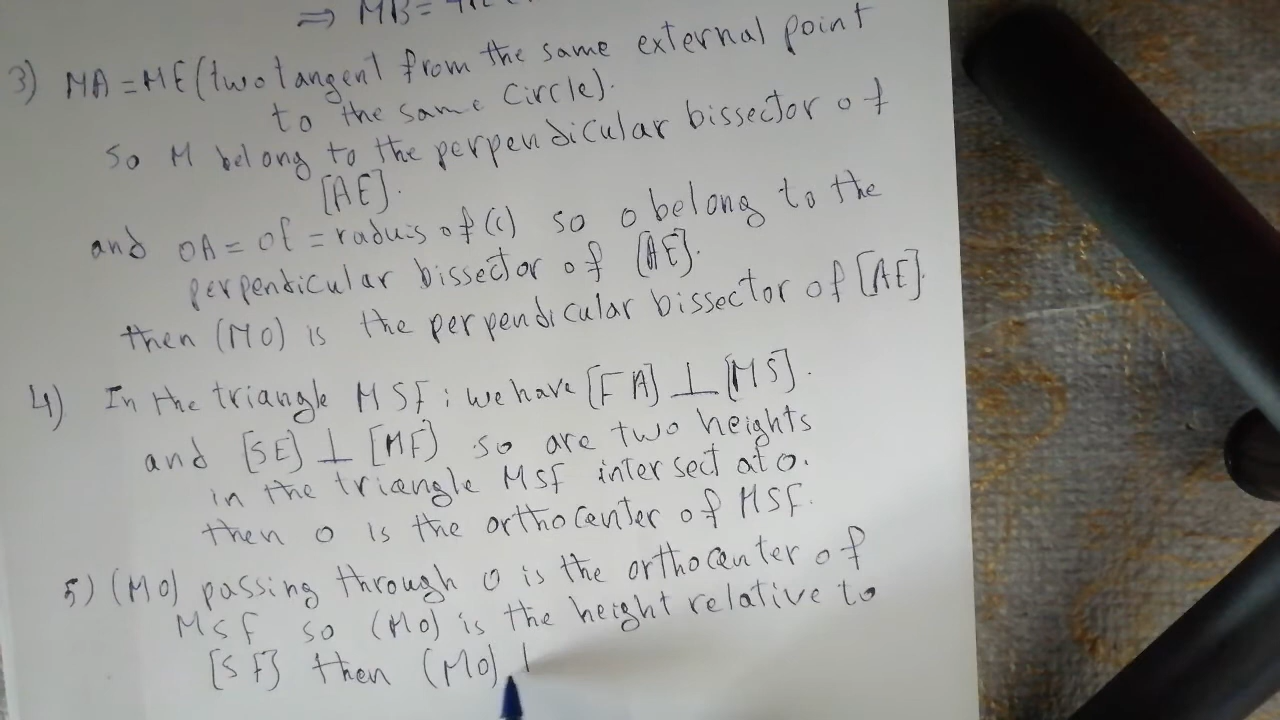 ⇒ MB=
3) MA=ME (two tangent from the same external point
to the same circle).
so M belong to the perpendicular bissector of
[AE].
and OA = OE = raduis of (C) so O belong to the
perpendicular bissector of [AE].
then (MO) is the perpendicular bissector of [AE].
4) In the triangle MSF; we have [FA] ⊥ [MS].
and [SE] ⊥ [MF) so are two heights
in the triangle MSF intersect at O.
then O is the orthocenter of MSF.
5) (MO) passing through O is the orthocenter of
MSF so (MO) is the height relative to
[SF] then (MO)